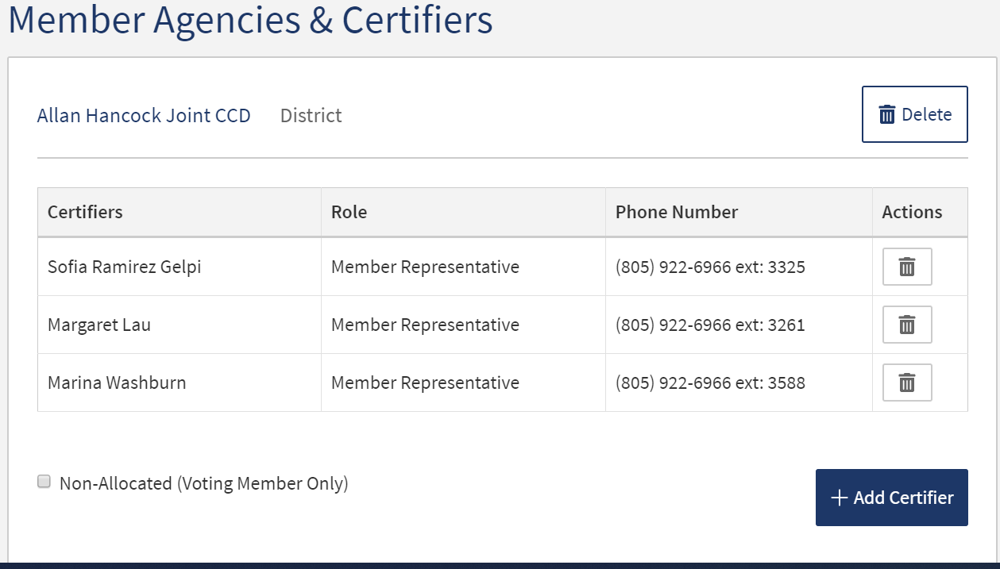 Member Agencies & Certifiers
Allan Hancock Joint CCD District Delete
Certifiers Role Phone Number Actions
Sofia Ramirez Gelpi Member Representative (805) 922-6966 ext: 3325
Margaret Lau Member Representative (805) 922-6966 ext: 3261
Marina Washburn Member Representative (805) 922-6966 ext: 3588
Non-Allocated (Voting Member Only)
+ Add Certifier